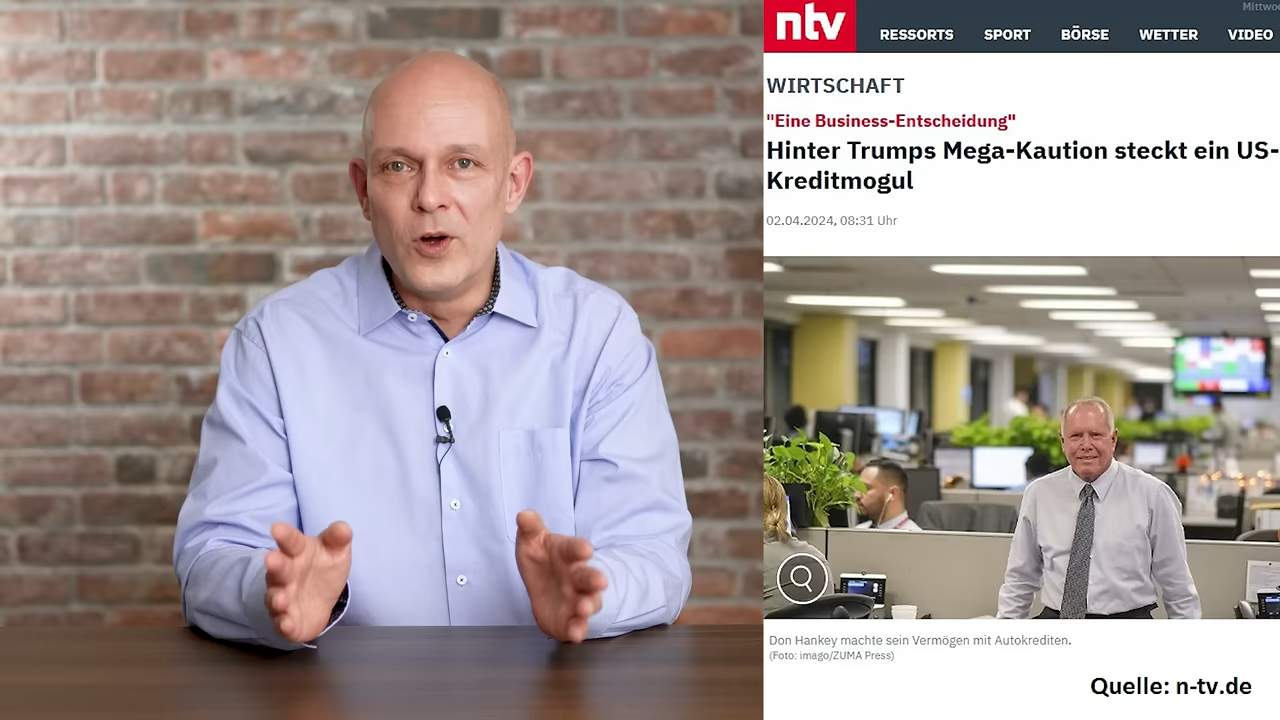 ntv
Mittwo
RESSORTS SPORT BÖRSE WETTER VIDEO
WIRTSCHAFT
"Eine Business-Entscheidung"
Hinter Trumps Mega-Kaution steckt ein US-
Kreditmogul
02.04.2024, 08:31 Uhr
Don Hankey machte sein Vermögen mit Autokrediten.
(Foto: imago/ZUMA Press)
Quelle: n-tv.de